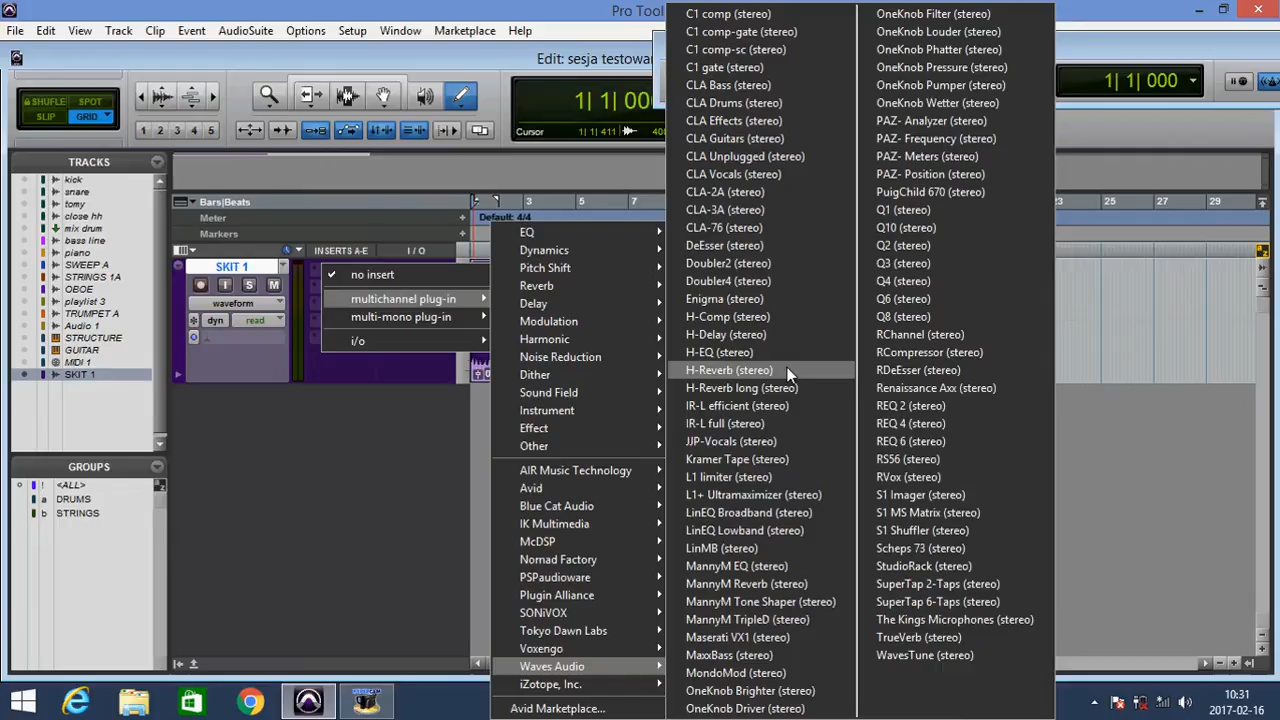 Pro Tool
File Edit View Track Clip Event AudioSuite Options Setup Window Marketplace Help
Edit: sesja testowa
SHUFFLE SPOT
SLIP GRID
1| 1| 00
1| 1| 000
Cursor 1| 1| 411
1 2 3 4 5
TRACKS
kick
snare
tomy
close hh
mix drum
bass line
piano
SWEEP A
STRINGS 1A
OBOE
playlist 3
TRUMPET A
Audio 1
STRUCTURE
GUITAR
MIDI 1
SKIT 1
GROUPS
! <ALL>
a DRUMS
b STRINGS
Bars|Beats
3 5 7
25 27 29
Meter
Default: 4/4
Markers
INSERTS A-E I / O
SKIT 1
I S M
waveform
dyn read
no insert
multichannel plug-in
multi-mono plug-in
i/o
EQ
Dynamics
Pitch Shift
Reverb
Delay
Modulation
Harmonic
Noise Reduction
Dither
Sound Field
Instrument
Effect
Other
AIR Music Technology
Avid
Blue Cat Audio
IK Multimedia
McDSP
Nomad Factory
PSPaudioware
Plugin Alliance
SONiVOX
Tokyo Dawn Labs
Voxengo
Waves Audio
iZotope, Inc.
Avid Marketplace...
C1 comp (stereo)
C1 comp-gate (stereo)
C1 comp-sc (stereo)
C1 gate (stereo)
CLA Bass (stereo)
CLA Drums (stereo)
CLA Effects (stereo)
CLA Guitars (stereo)
CLA Unplugged (stereo)
CLA Vocals (stereo)
CLA-2A (stereo)
CLA-3A (stereo)
CLA-76 (stereo)
DeEsser (stereo)
Doubler2 (stereo)
Doubler4 (stereo)
Enigma (stereo)
H-Comp (stereo)
H-Delay (stereo)
H-EQ (stereo)
H-Reverb (stereo)
H-Reverb long (stereo)
IR-L efficient (stereo)
IR-L full (stereo)
JJP-Vocals (stereo)
Kramer Tape (stereo)
L1 limiter (stereo)
L1+ Ultramaximizer (stereo)
LinEQ Broadband (stereo)
LinEQ Lowband (stereo)
LinMB (stereo)
MannyM EQ (stereo)
MannyM Reverb (stereo)
MannyM Tone Shaper (stereo)
MannyM TripleD (stereo)
Maserati VX1 (stereo)
MaxxBass (stereo)
MondoMod (stereo)
OneKnob Brighter (stereo)
OneKnob Driver (stereo)
OneKnob Filter (stereo)
OneKnob Louder (stereo)
OneKnob Phatter (stereo)
OneKnob Pressure (stereo)
OneKnob Pumper (stereo)
OneKnob Wetter (stereo)
PAZ- Analyzer (stereo)
PAZ- Frequency (stereo)
PAZ- Meters (stereo)
PAZ- Position (stereo)
PuigChild 670 (stereo)
Q1 (stereo)
Q10 (stereo)
Q2 (stereo)
Q3 (stereo)
Q4 (stereo)
Q6 (stereo)
Q8 (stereo)
RChannel (stereo)
RCompressor (stereo)
RDeEsser (stereo)
Renaissance Axx (stereo)
REQ 2 (stereo)
REQ 4 (stereo)
REQ 6 (stereo)
RS56 (stereo)
RVox (stereo)
S1 Imager (stereo)
S1 MS Matrix (stereo)
S1 Shuffler (stereo)
Scheps 73 (stereo)
StudioRack (stereo)
SuperTap 2-Taps (stereo)
SuperTap 6-Taps (stereo)
The Kings Microphones (stereo)
TrueVerb (stereo)
WavesTune (stereo)
10:31
2017-02-16